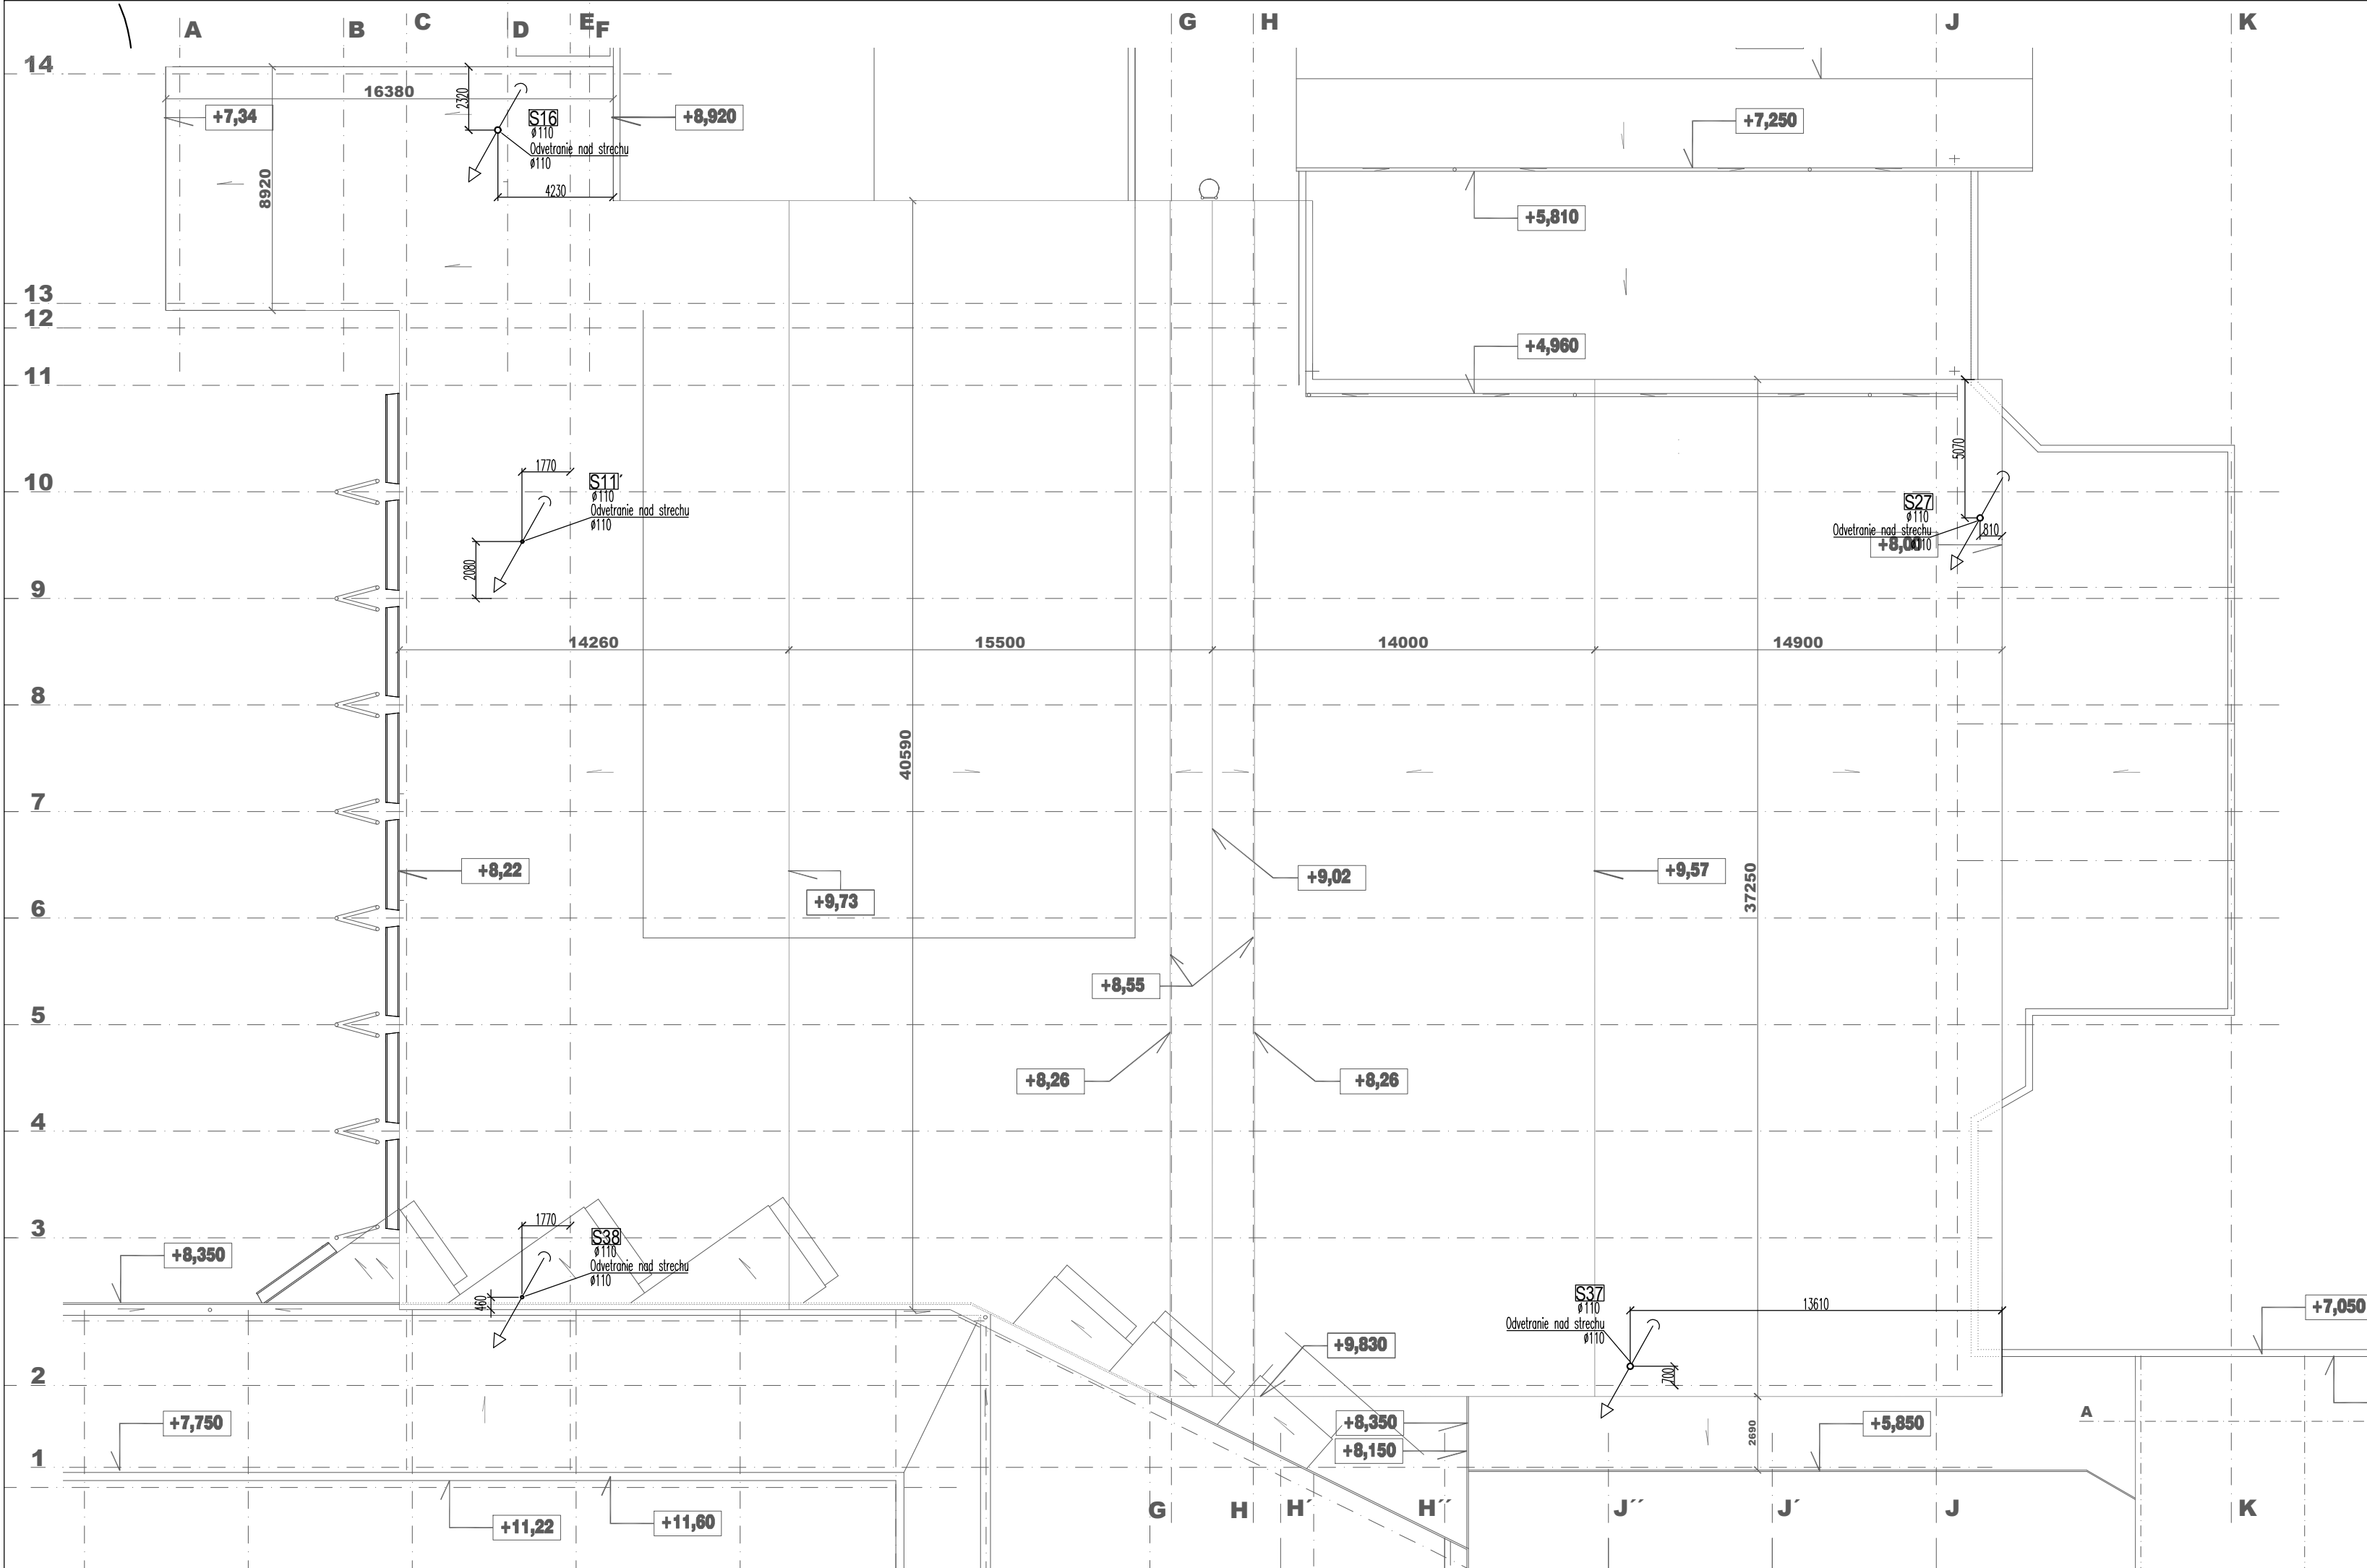 A
B
C
D
E
F
G
H
J
K
14
16380
2320
+7,34
S16
ø110
Odvetranie nad strechu
ø110
+8,920
+7,250
8920
4230
+5,810
13
12
+4,960
11
1770
S11´
ø110
Odvetranie nad strechu
ø110
5070
10
S27
ø110
Odvetranie nad strechu
ø110
810
+8,00
2080
9
14260
15500
14000
14900
8
40590
7
+8,22
+9,73
+9,02
+9,57
37250
6
+8,55
5
+8,26
+8,26
4
1770
3
S38
ø110
Odvetranie nad strechu
ø110
+8,350
460
S37
ø110
Odvetranie nad strechu
ø110
13610
+7,050
+9,830
700
2
+7,750
+8,350
+8,150
2690
+5,850
A
1
+11,22
+11,60
G
H
H´
H´´
J´´
J´
J
K